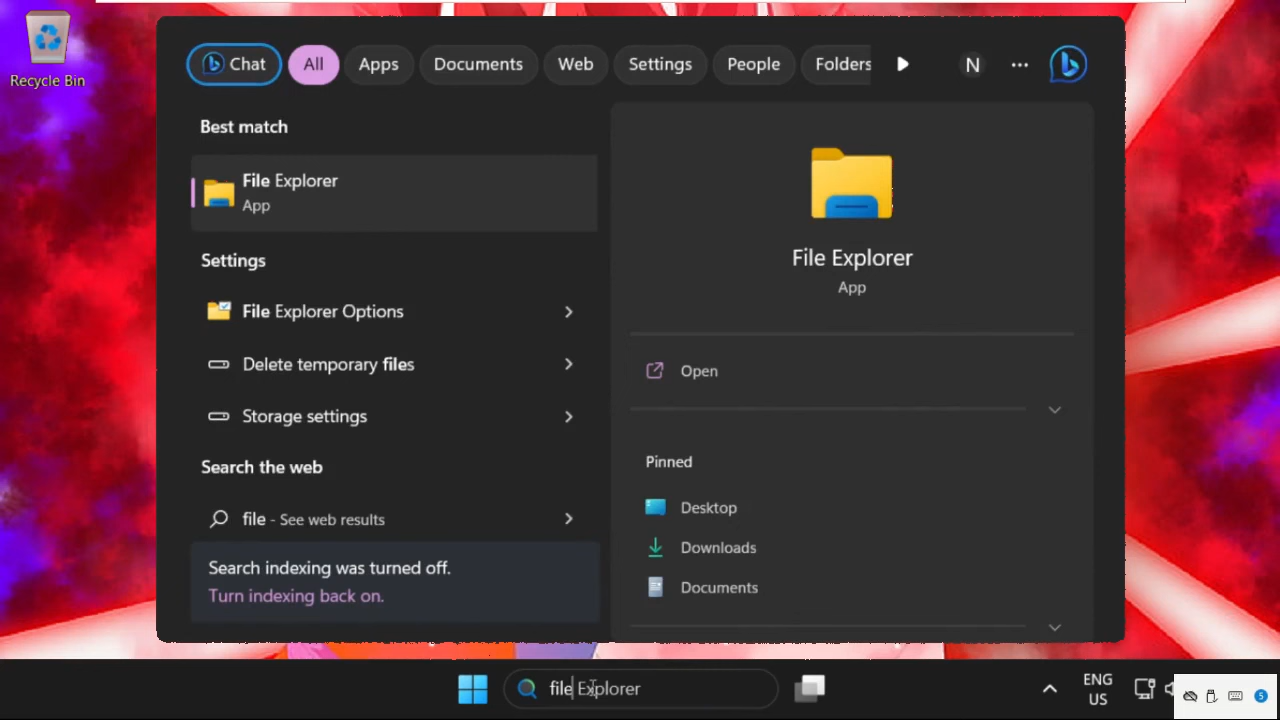 Recycle Bin
Chat
All
Apps
Documents
Web
Settings
People
Folders
N
Best match
File Explorer
App
Settings
File Explorer Options
Delete temporary files
Storage settings
Search the web
file - See web results
Search indexing was turned off.
Turn indexing back on.
File Explorer
App
Open
Pinned
Desktop
Downloads
Documents
file Explorer
ENG
US
5